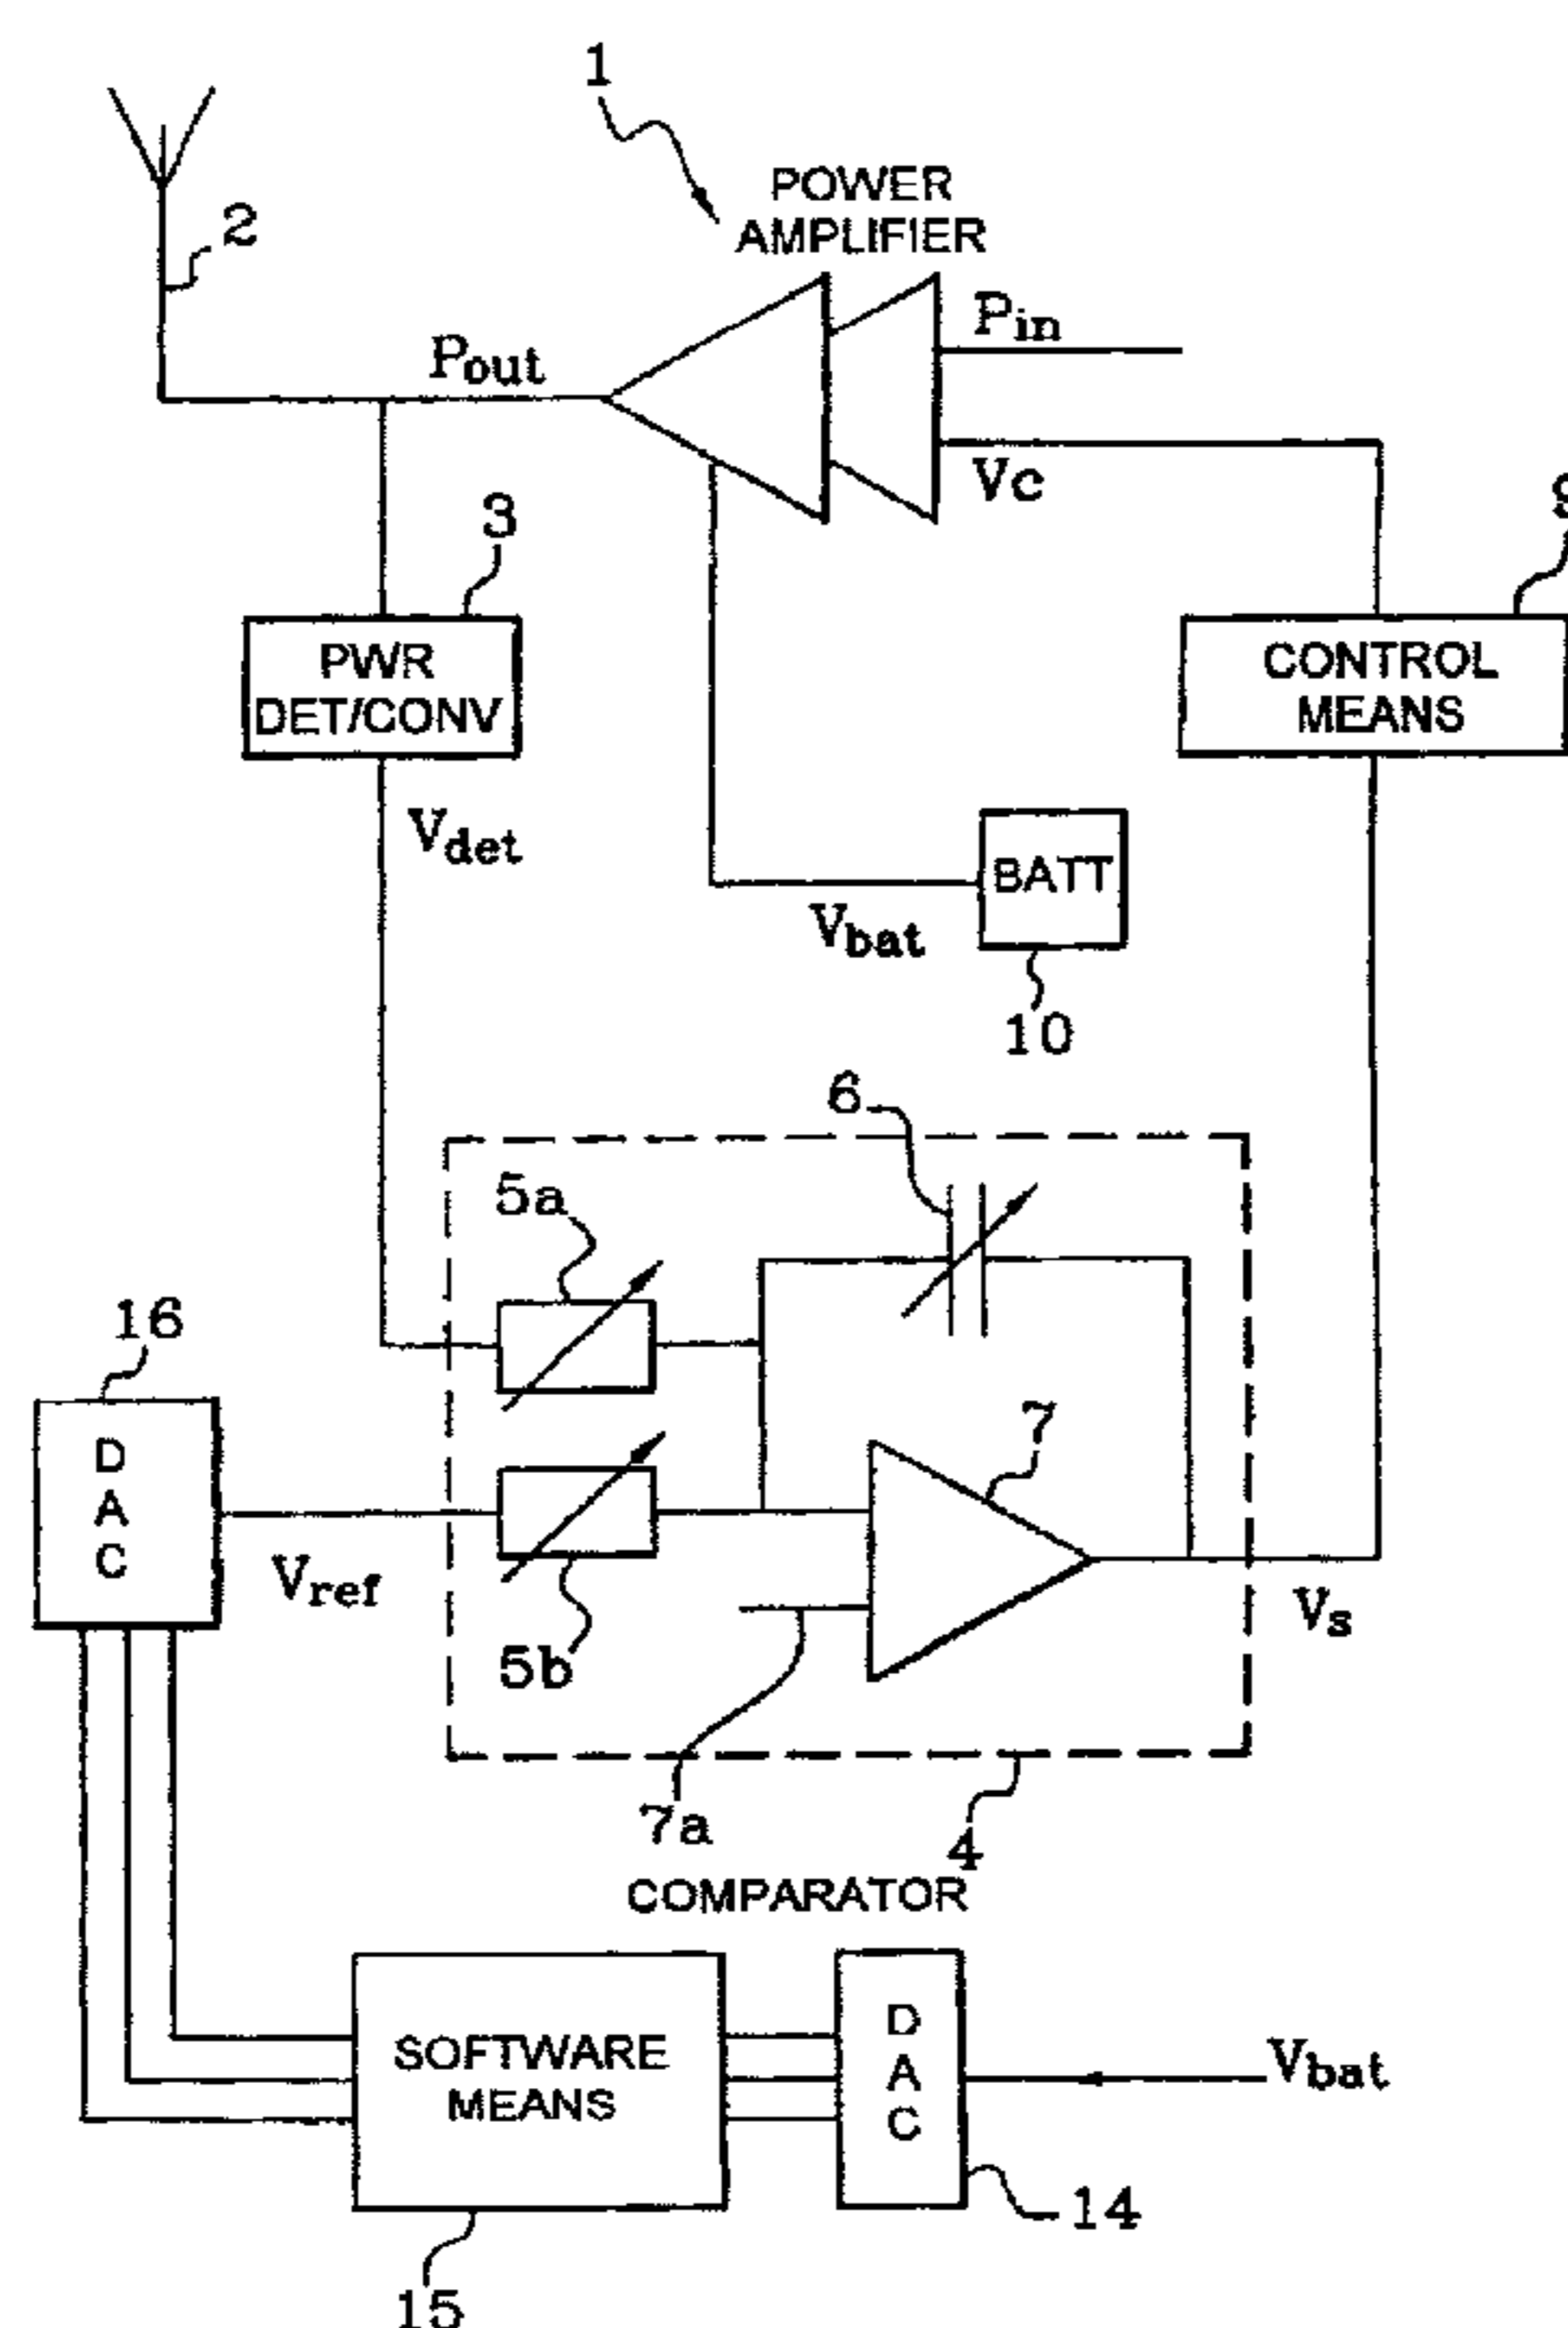 1
POWER
AMPLIFIER
2
Pin
Pout
Vc
3
PWR
DET/CONV
CONTROL
MEANS
Vdet
BATT
Vbat
10
6
5a
16
7
D
A
C
Vref
5b
Vs
7a
4
COMPARATOR
SOFTWARE
MEANS
D
A
C
Vbat
14
15